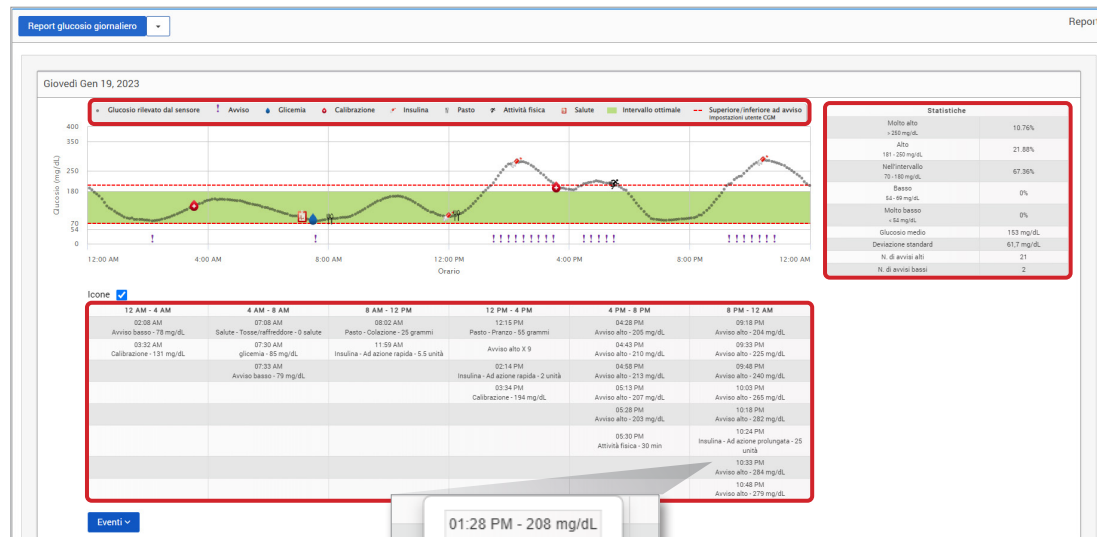 Report glucosio giornaliero
Report
Giovedì Gen 19, 2023
Glucosio rilevato dal sensore Avviso Glicemia Calibrazione Insulina Pasto Attività fisica Salute Intervallo ottimale Superiore/inferiore ad avviso
Impostazioni utente CGM
Glucosio (mg/dL)
400
350
250
180
70
54
0
12:00 AM 4:00 AM 8:00 AM 12:00 PM 4:00 PM 8:00 PM 12:00 AM
Orario
Statistiche
Molto alto
> 250 mg/dL
10.76%
Alto
181 - 250 mg/dL
21.88%
Nell'intervallo
70 - 180 mg/dL
67.36%
Basso
54 - 69 mg/dL
0%
Molto basso
< 54 mg/dL
0%
Glucosio medio 153 mg/dL
Deviazione standard 61,7 mg/dL
N. di avvisi alti 21
N. di avvisi bassi 2
Icone
12 AM - 4 AM 4 AM - 8 AM 8 AM - 12 PM 12 PM - 4 PM 4 PM - 8 PM 8 PM - 12 AM
02:08 AM 07:08 AM 08:02 AM 12:15 PM 04:28 PM 09:18 PM
Avviso basso - 78 mg/dL Salute - Tosse/raffreddore - 0 salute Pasto - Colazione - 25 grammi Pasto - Pranzo - 55 grammi Avviso alto - 205 mg/dL Avviso alto - 204 mg/dL
03:32 AM 07:30 AM 11:59 AM Avviso alto X 9 04:43 PM 09:33 PM
Calibrazione - 131 mg/dL glicemia - 85 mg/dL Insulina - Ad azione rapida - 5.5 unità Avviso alto - 210 mg/dL Avviso alto - 225 mg/dL
07:33 AM 02:14 PM 04:58 PM 09:48 PM
Avviso basso - 79 mg/dL Insulina - Ad azione rapida - 2 unità Avviso alto - 213 mg/dL Avviso alto - 240 mg/dL
03:34 PM 05:13 PM 10:03 PM
Calibrazione - 194 mg/dL Avviso alto - 207 mg/dL Avviso alto - 265 mg/dL
05:28 PM 10:18 PM
Avviso alto - 203 mg/dL Avviso alto - 282 mg/dL
05:30 PM 10:24 PM
Attività fisica - 30 min Insulina - Ad azione prolungata - 25
unità
10:33 PM
Avviso alto - 284 mg/dL
10:48 PM
Avviso alto - 279 mg/dL
Eventi
01:28 PM - 208 mg/dL